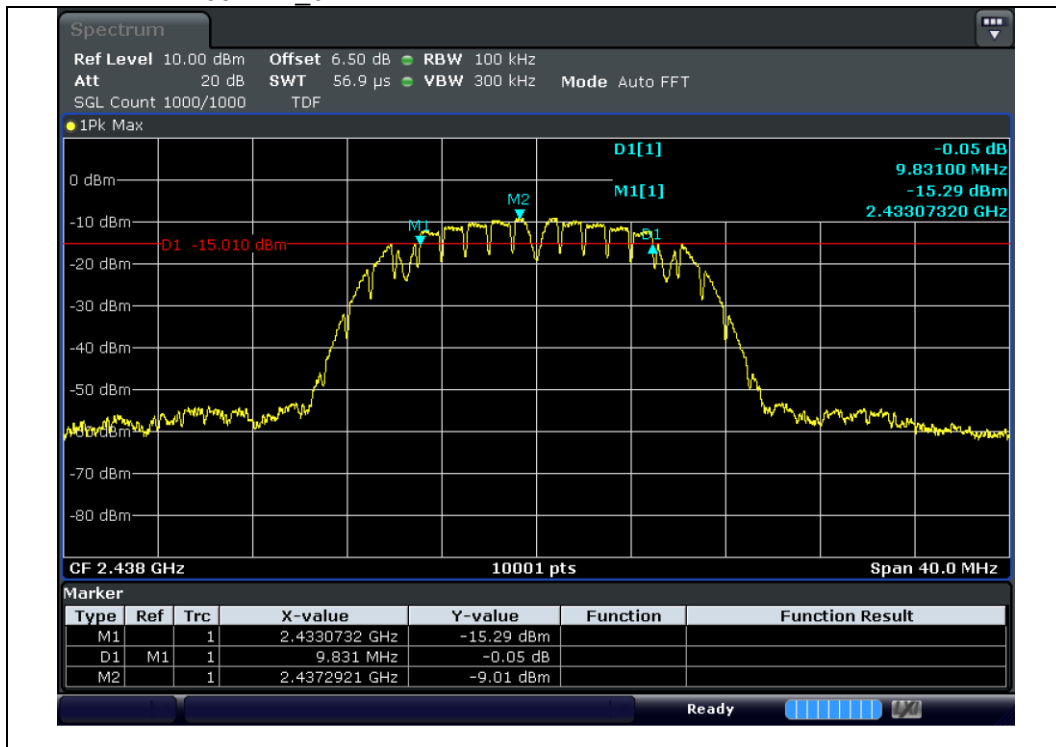 Spectrum
Ref Level 10.00 dBm Offset 6.50 dB RBW 100 kHz
Att 20 dB SWT 56.9 µs VBW 300 kHz Mode Auto FFT
SGL Count 1000/1000 TDF
1Pk Max
D1[1] -0.05 dB
9.83100 MHz
M1[1] -15.29 dBm
2.43307320 GHz
0 dBm
M2
-10 dBm
M1
D1
D1 -15.010 dBm
-20 dBm
-30 dBm
-40 dBm
-50 dBm
-70 dBm
-80 dBm
CF 2.438 GHz 10001 pts Span 40.0 MHz
Marker
Type Ref Trc X-value Y-value Function Function Result
M1 1 2.4330732 GHz -15.29 dBm
D1 M1 1 9.831 MHz -0.05 dB
M2 1 2.4372921 GHz -9.01 dBm
Ready LXI